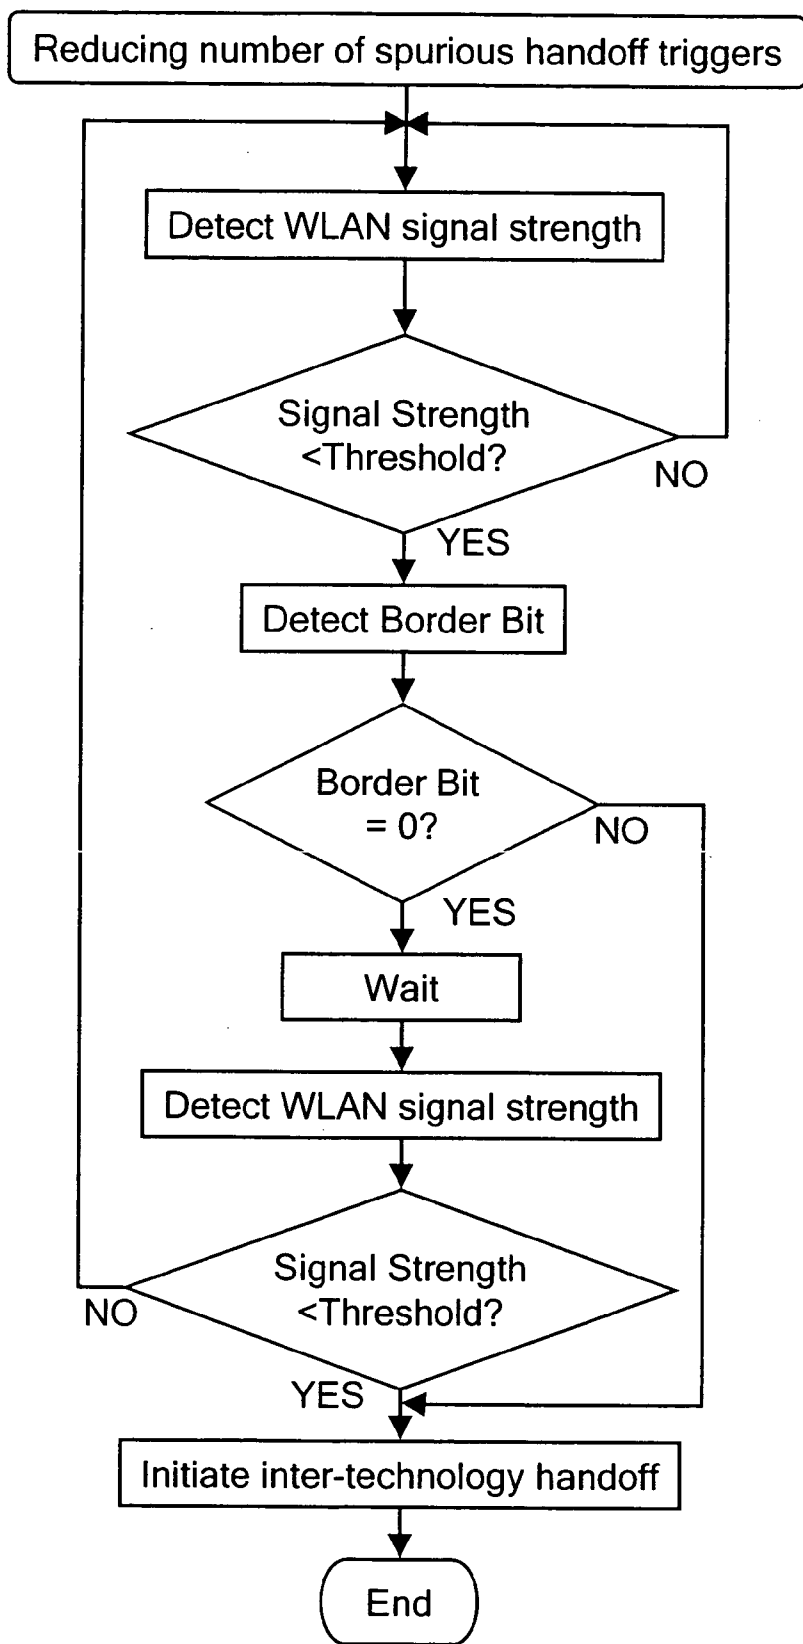 Reducing number of spurious handoff triggers
Detect WLAN signal strength
Signal Strength
<Threshold?
NO
YES
Detect Border Bit
Border Bit
= 0?
NO
YES
Wait
Detect WLAN signal strength
Signal Strength
<Threshold?
NO
YES
Initiate inter-technology handoff
End